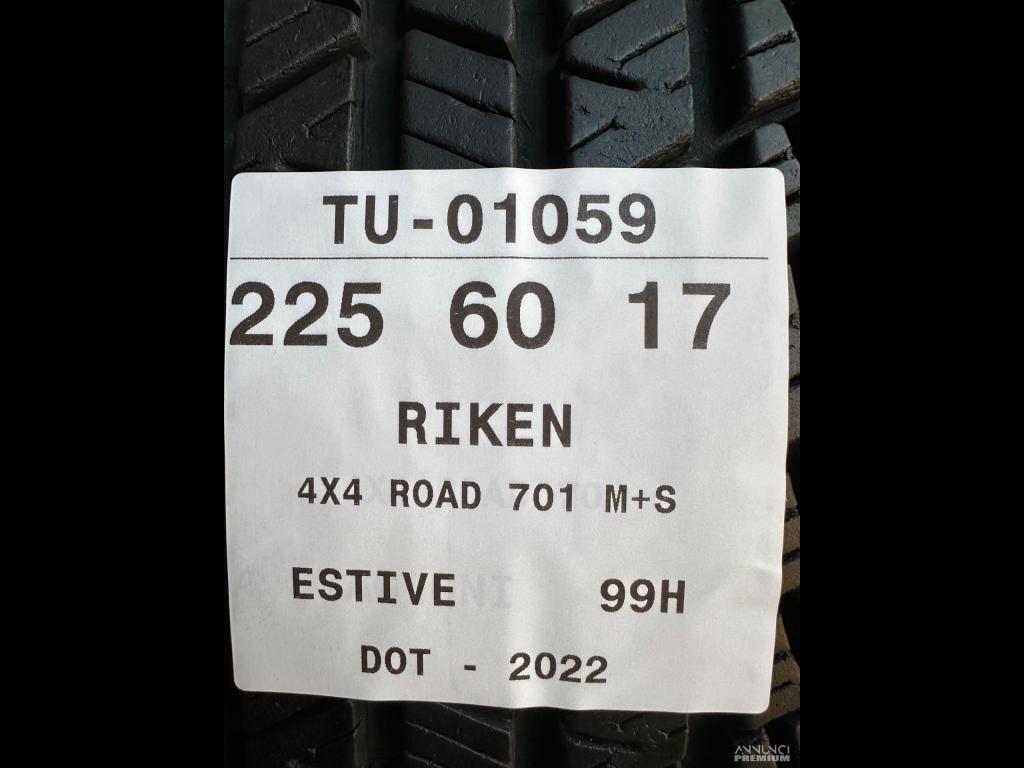 TU-01059
225 60 17
RIKEN
4X4 ROAD 701 M+S
ESTIVE 99H
DOT - 2022
ANNUNCI
PREMIUM